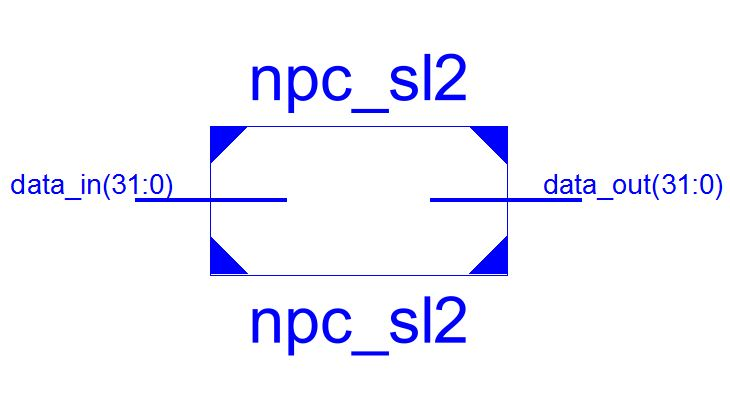 npc_sl2
data_in(31:0)
data_out(31:0)
npc_sl2